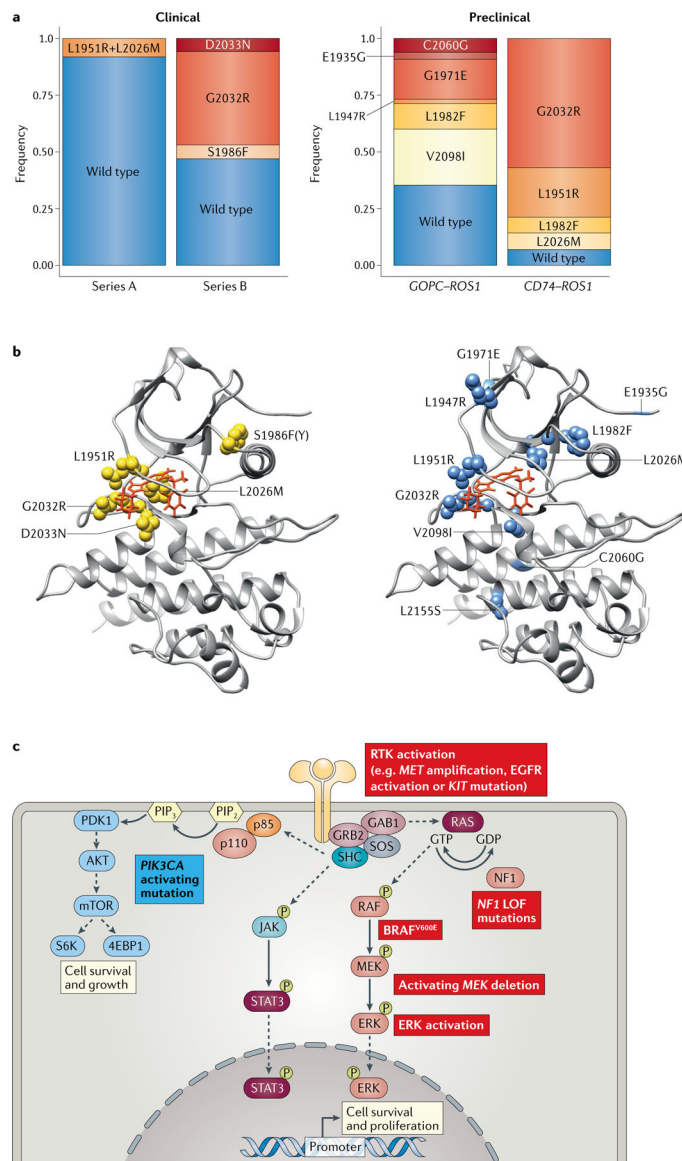 a
Clinical
Preclinical
Frequency
1.0
0.75
0.50
0.25
0.00
L1951R+L2026M
Wild type
D2033N
G2032R
S1986F
Wild type
Series A
Series B
Frequency
1.0
0.75
0.50
0.25
0.00
E1935G
L1947R
C2060G
G1971E
L1982F
V2098I
Wild type
G2032R
L1951R
L1982F
L2026M
Wild type
GOPC–ROS1
CD74–ROS1
b
S1986F(Y)
L1951R
L2026M
G2032R
D2033N
G1971E
E1935G
L1947R
L1982F
L1951R
L2026M
G2032R
V2098I
C2060G
L2155S
c
RTK activation
(e.g. MET amplification, EGFR
activation or KIT mutation)
PDK1
PIP3
PIP2
p85
p110
GAB1
GRB2
SOS
SHC
RAS
GTP
GDP
NF1
NF1 LOF
mutations
AKT
PIK3CA
activating
mutation
mTOR
S6K
4EBP1
Cell survival
and growth
P
JAK
P
RAF
BRAFV600E
P
MEK
Activating MEK deletion
P
STAT3
P
ERK
ERK activation
P
STAT3
P
ERK
Cell survival
and proliferation
Promoter